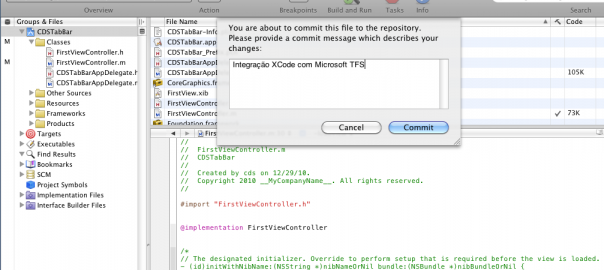 Overview
Action
Breakpoints
Build and Run
Tasks
Info
Groups & Files
File Name
Code
CDSTabBar
M Classes
FirstViewController.h
M FirstViewController.m
CDSTabBarAppDelegate.h
CDSTabBarAppDelegate.
Other Sources
Resources
Frameworks
Products
Targets
Executables
Find Results
Bookmarks
SCM
Project Symbols
Implementation Files
Interface Builder Files
CDSTabBar-Info
CDSTabBar.app
CDSTabBar_Pref
CDSTabBarAppD
CDSTabBarAppD
105K
CoreGraphics.fr
FirstView.xib
FirstViewContro
FirstViewContro
73K
Foundation.framework
You are about to commit this file to the repository.
Please provide a commit message which describes your
changes:
Integração XCode com Microsoft TFS
Cancel
Commit
//
// FirstViewController.m
// CDSTabBar
//
// Created by cds on 12/29/10.
// Copyright 2010 __MyCompanyName__. All rights reserved.
//
#import "FirstViewController.h"
@implementation FirstViewController
/*
// The designated initializer. Override to perform setup that is required before the view is loaded.
- (id)initWithNibName:(NSString *)nibNameOrNil bundle:(NSBundle *)nibBundleOrNil {